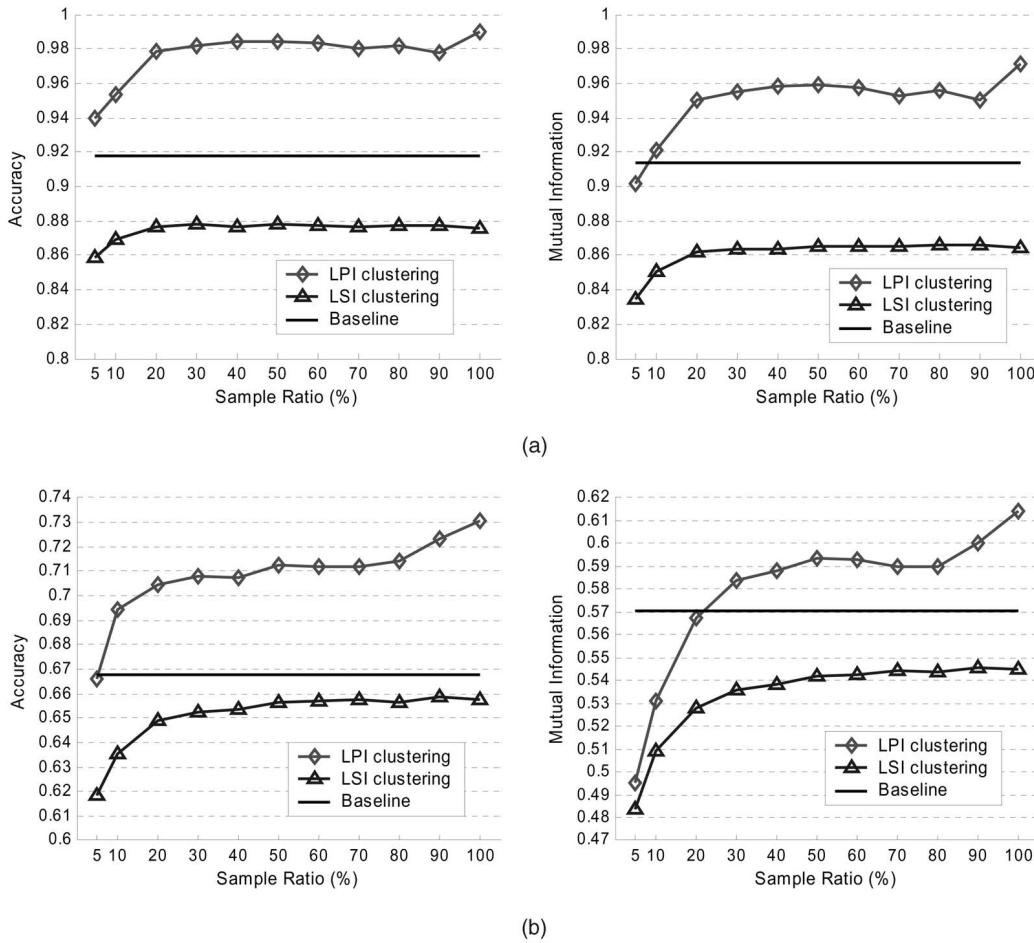 1
0.98
0.96
0.94
0.92
0.9
0.88
0.86
0.84
0.82
0.8
Accuracy
LPI clustering
LSI clustering
Baseline
5 10 20 30 40 50 60 70 80 90 100
Sample Ratio (%)
1
0.98
0.96
0.94
0.92
0.9
0.88
0.86
0.84
0.82
0.8
Mutual Information
LPI clustering
LSI clustering
Baseline
5 10 20 30 40 50 60 70 80 90 100
Sample Ratio (%)
(a)
0.74
0.73
0.72
0.71
0.7
0.69
0.68
0.67
0.66
0.65
0.64
0.63
0.62
0.61
0.6
Accuracy
LPI clustering
LSI clustering
Baseline
5 10 20 30 40 50 60 70 80 90 100
Sample Ratio (%)
0.62
0.61
0.6
0.59
0.58
0.57
0.56
0.55
0.54
0.53
0.52
0.51
0.5
0.49
0.48
0.47
Mutual Information
LPI clustering
LSI clustering
Baseline
5 10 20 30 40 50 60 70 80 90 100
Sample Ratio (%)
(b)